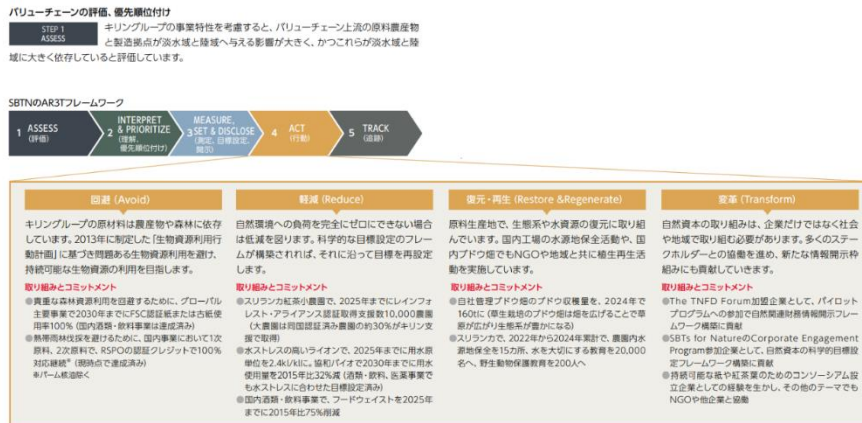 バリューチェーンの評価、優先順位付け
STEP 1
ASSESS
キリングループの事業特性を考慮すると、バリューチェーン上流の原料農産物
と製造拠点が淡水域と陸域へ与える影響が大きく、かつこれらが淡水域と陸
域に大きく依存していると評価しています。
SBTNのAR3Tフレームワーク
1 ASSESS
(評価)
2 INTERPRET
& PRIORITIZE
(理解、
優先順位付け)
3 MEASURE,
SET & DISCLOSE
(測定、目標設定、
開示)
4 ACT
(行動)
5 TRACK
(追跡)
回避 (Avoid)
キリングループの原材料は農産物や森林に依存
しています。2013年に制定した「生物資源利用行
動計画」に基づき問題ある生物資源利用を避け、
持続可能な生物資源の利用を目指します。
取り組みとコミットメント
●貴重な森林資源利用を回避するために、グローバル
主要事業で2030年までにFSC認証紙または古紙使
用率100% (国内酒類・飲料事業は達成済み)
●熱帯雨林伐採を避けるために、国内事業において1次
原料、2次原料で、RSPOの認証クレジットで100%
対応継続※ (現時点で達成済み)
※パーム核油除く
軽減 (Reduce)
自然環境への負荷を完全にゼロにできない場合
は低減を図ります。科学的な目標設定のフレー
ムが構築されれば、それに沿って目標を再設定
します。
取り組みとコミットメント
●スリランカ紅茶小農園で、2025年までにレインフォ
レスト・アライアンス認証取得支援数10,000農園
(大農園は同国認証済み農園の約30%がキリン支
援で取得)
●水ストレスの高いライオンで、2025年までに用水原
単位を2.4kl/klに、協和バイオで2030年までに用水
使用量を2015年比32%減 (酒類・飲料、医薬事業で
も水ストレスに合わせた目標設定済み)
●国内酒類・飲料事業で、フードウェイストを2025年
までに2015年比75%削減
復元・再生 (Restore &Regenerate)
原料生産地で、生態系や水資源の復元に取り組
んでいます。国内工場の水源地保全活動や、国
内ブドウ畑でもNGOや地域と共に植生再生活
動を実施しています。
取り組みとコミットメント
●自社管理ブドウ畑のブドウ収穫量を、2024年で
160tに (草生栽培のブドウ畑は畑を広げることで草
原が広がり生態系が豊かになる)
●スリランカで、2022年から2024年累計で、農園内水
源地保全を15カ所、水を大切にする教育を20,000
名へ、野生動物保護教育を200人へ
変革 (Transform)
自然資本の取り組みは、企業だけではなく社会
や地域で取り組む必要があります。多くのステー
クホルダーとの協働を進め、新たな情報開示枠
組みにも貢献していきます。
取り組みとコミットメント
●The TNFD Forum加盟企業として、パイロット
プログラムへの参加で自然関連財務情報開示フレー
ムワーク構築に貢献
●SBTs for NatureのCorporate Engagement
Program参加企業として、自然資本の科学的目標設
定フレームワーク構築に貢献
●持続可能な紙や紅茶葉のためのコンソーシアム設
立企業としての経験を生かし、その他のテーマでも
NGOや他企業と協働